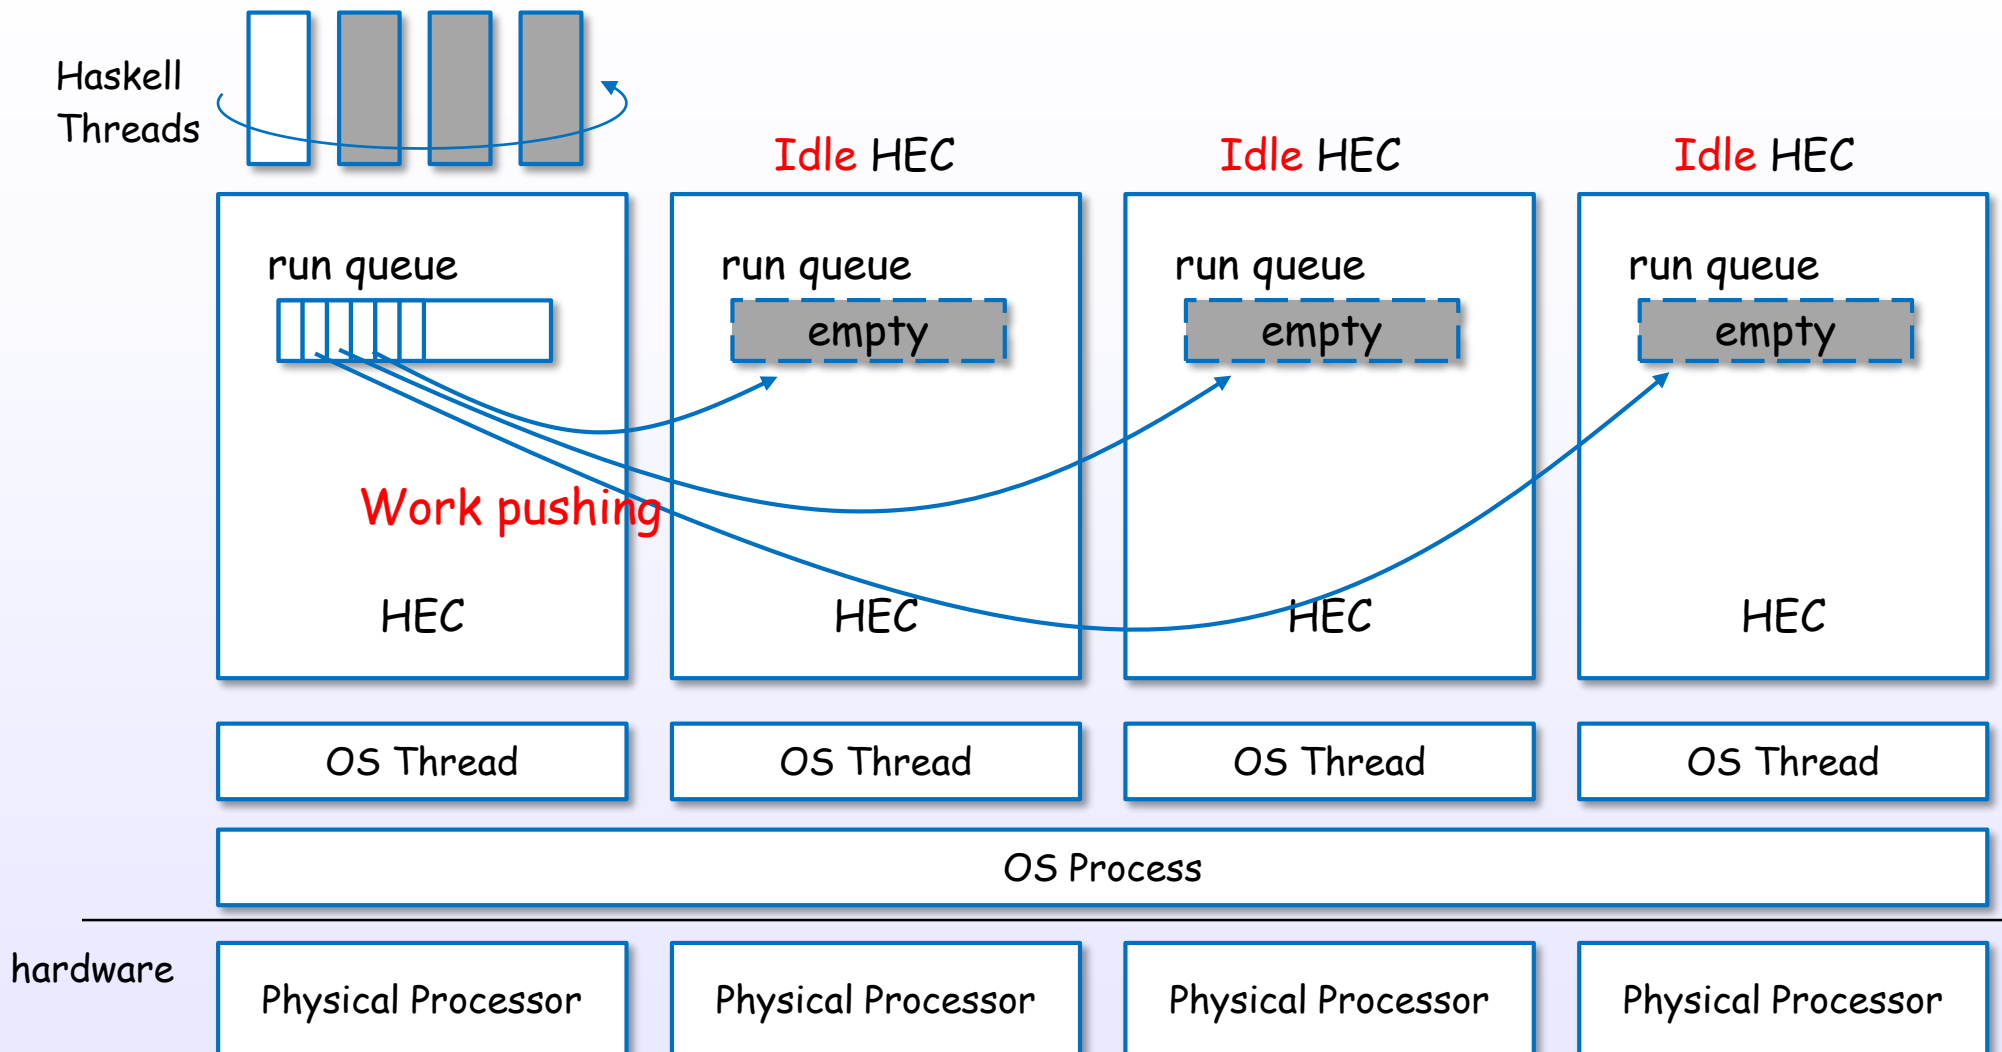 Haskell
Threads
Idle HEC
Idle HEC
Idle HEC
run queue
run queue
run queue
run queue
empty
empty
empty
Work pushing
HEC
HEC
HEC
HEC
OS Thread
OS Thread
OS Thread
OS Thread
OS Process
hardware
Physical Processor
Physical Processor
Physical Processor
Physical Processor